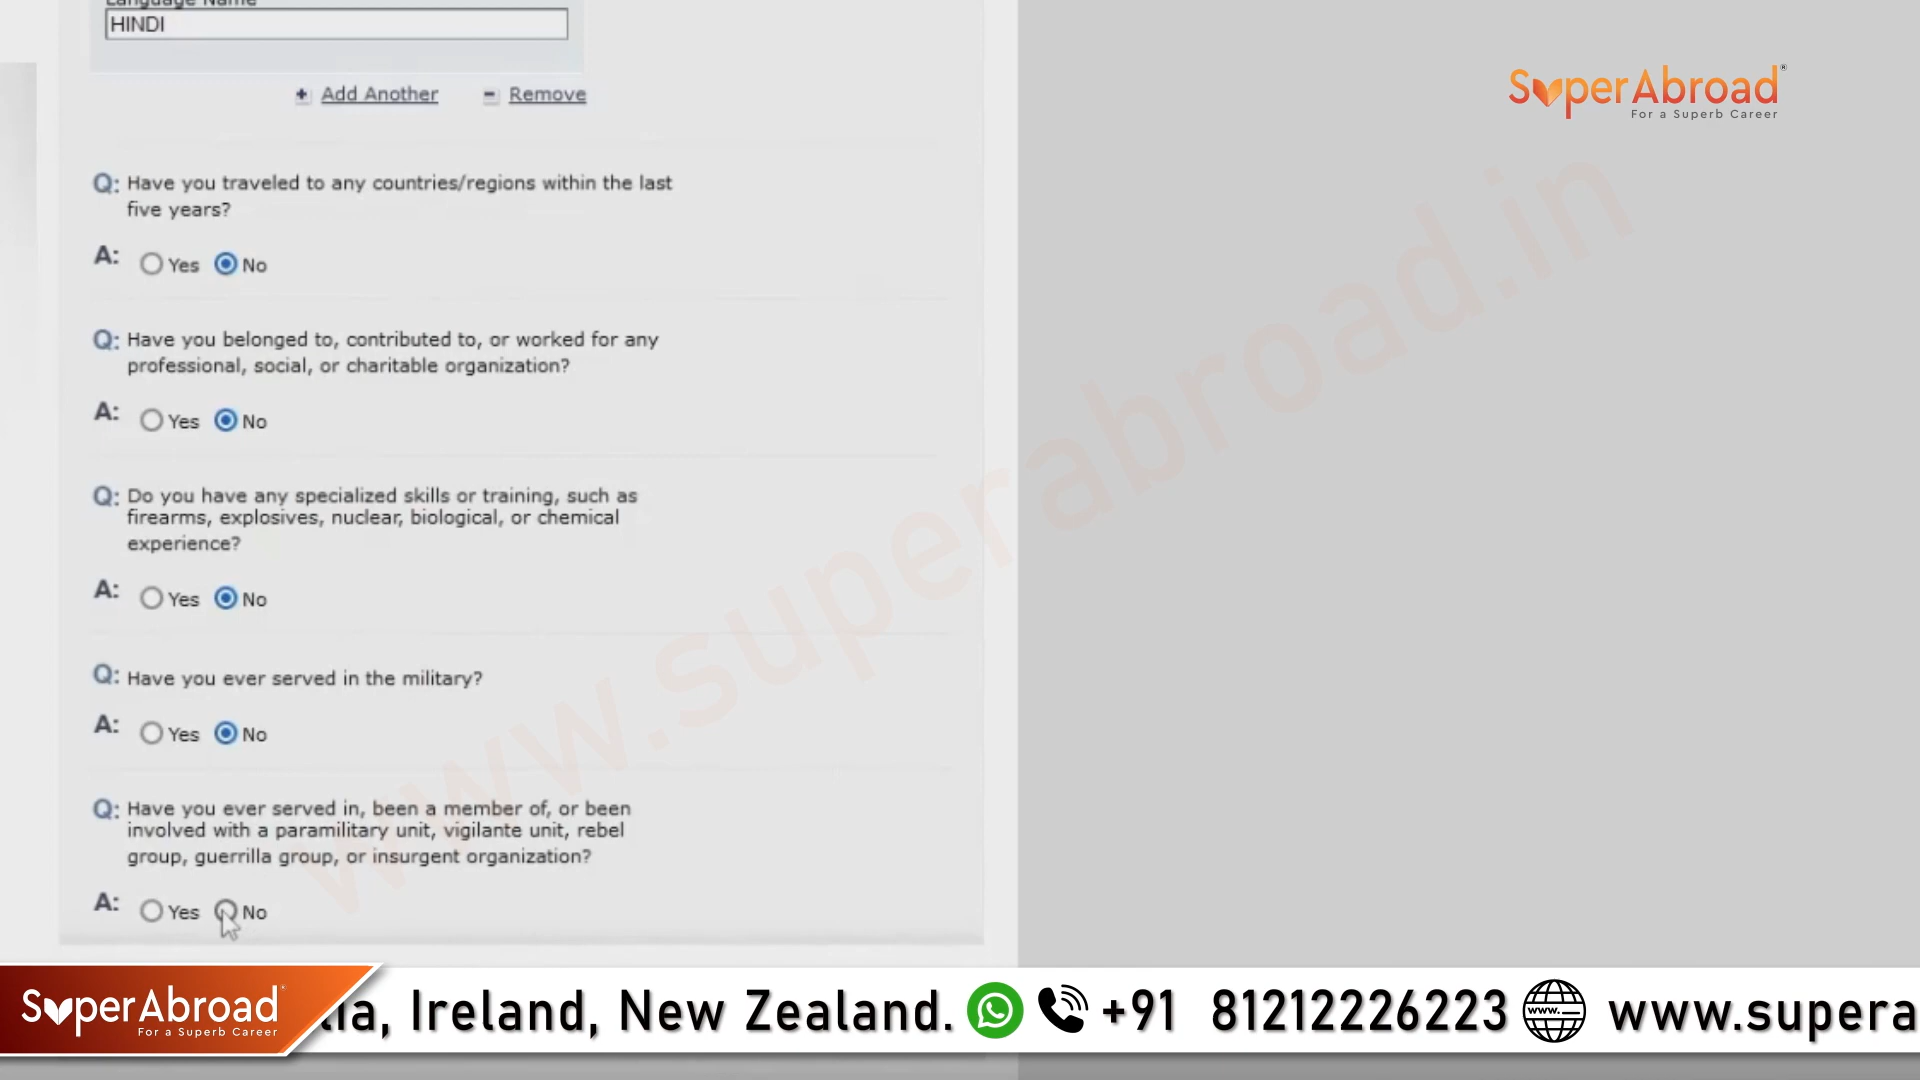 Language Name
HINDI
Add Another Remove
SuperAbroad®
For a Superb Career
Q: Have you traveled to any countries/regions within the last
five years?
A: Yes No
Q: Have you belonged to, contributed to, or worked for any
professional, social, or charitable organization?
A: Yes No
Q: Do you have any specialized skills or training, such as
firearms, explosives, nuclear, biological, or chemical
experience?
A: Yes No
Q: Have you ever served in the military?
A: Yes No
Q: Have you ever served in, been a member of, or been
involved with a paramilitary unit, vigilante unit, rebel
group, guerrilla group, or insurgent organization?
A: Yes No
www.superabroad.in
SuperAbroad®
For a Superb Career
lia, Ireland, New Zealand. +91 81212226223 www. www.supera